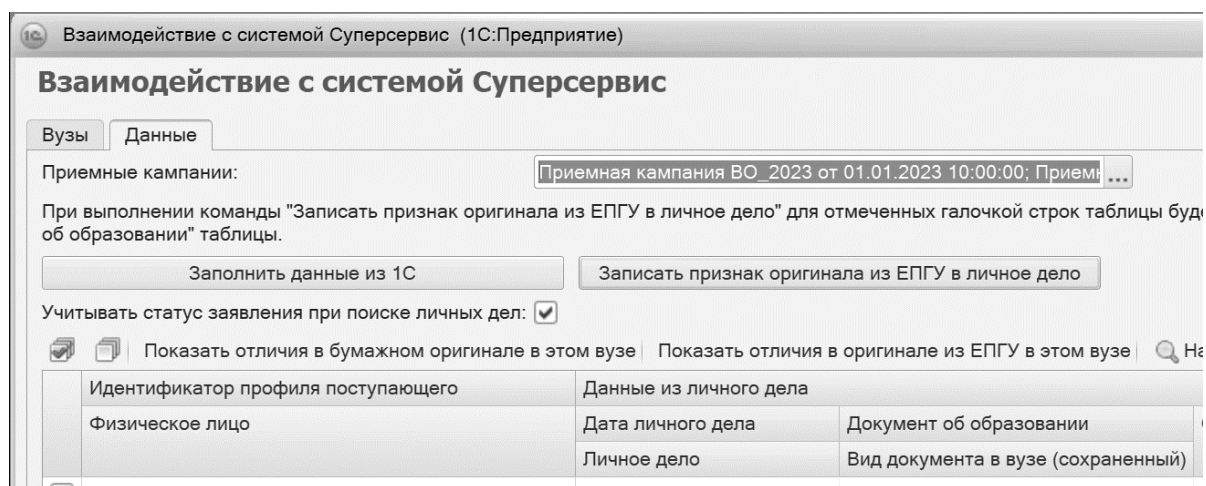 Взаимодействие с системой Суперсервис (1С:Предприятие)
Взаимодействие с системой Суперсервис
Вузы Данные
Приемные кампании: Приемная кампания ВО_2023 от 01.01.2023 10:00:00; Прием ...
При выполнении команды "Записать признак оригинала из ЕПГУ в личное дело" для отмеченных галочкой строк таблицы буд
об образовании" таблицы.
Заполнить данные из 1С Записать признак оригинала из ЕПГУ в личное дело
Учитывать статус заявления при поиске личных дел:
Показать отличия в бумажном оригинале в этом вузе Показать отличия в оригинале из ЕПГУ в этом вузе На
Идентификатор профиля поступающего Данные из личного дела
Физическое лицо Дата личного дела Документ об образовании
Личное дело Вид документа в вузе (сохраненный)